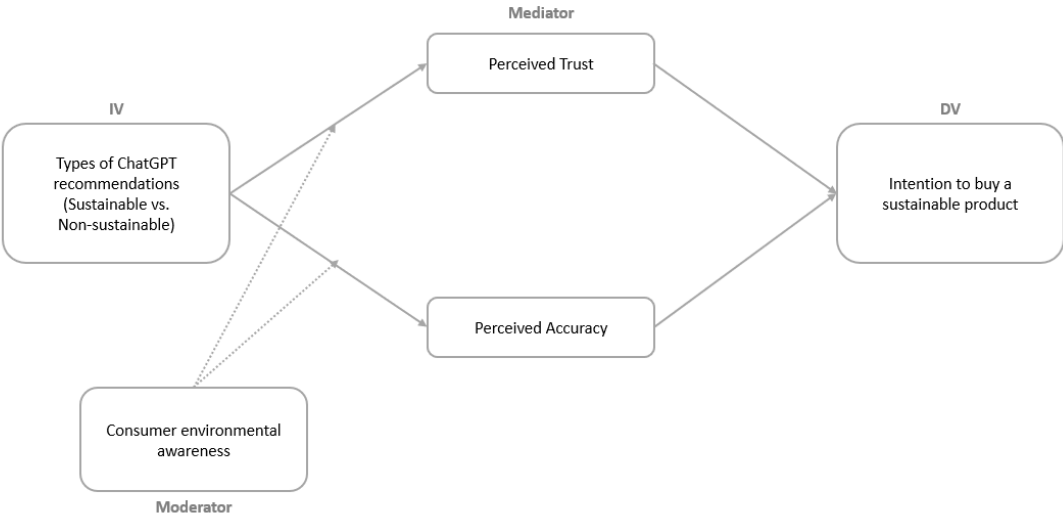 Mediator
Perceived Trust
IV
Types of ChatGPT
recommendations
(Sustainable vs.
Non-sustainable)
DV
Intention to buy a
sustainable product
Perceived Accuracy
Consumer environmental
awareness
Moderator